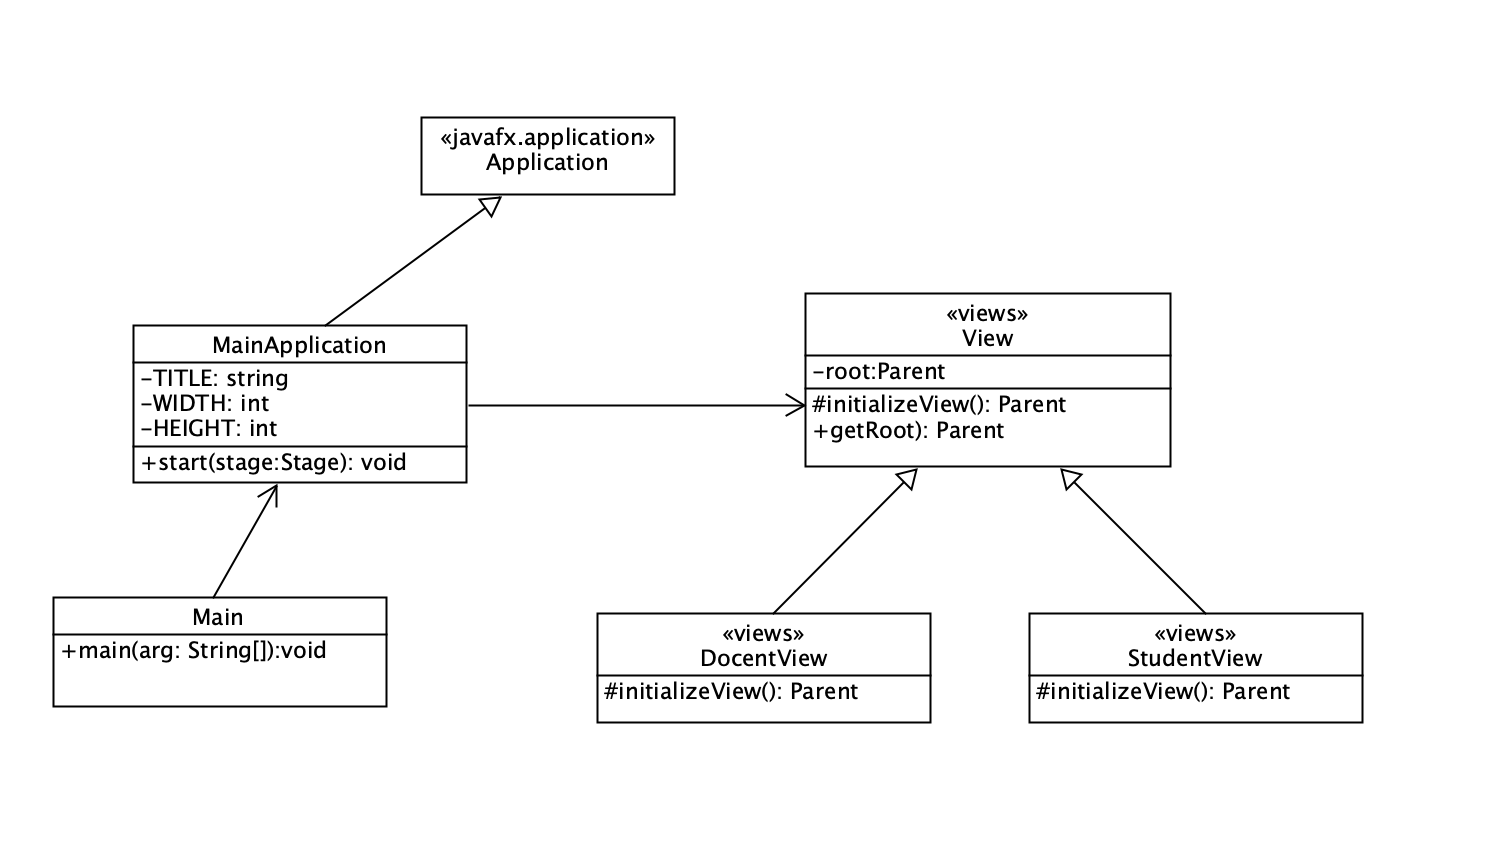 «javafx.application»
Application
MainApplication
-TITLE: string
-WIDTH: int
-HEIGHT: int
+start(stage:Stage): void
«views»
View
-root:Parent
#initializeView(): Parent
+getRoot): Parent
Main
+main(arg: String[]):void
«views»
DocentView
#initializeView(): Parent
«views»
StudentView
#initializeView(): Parent